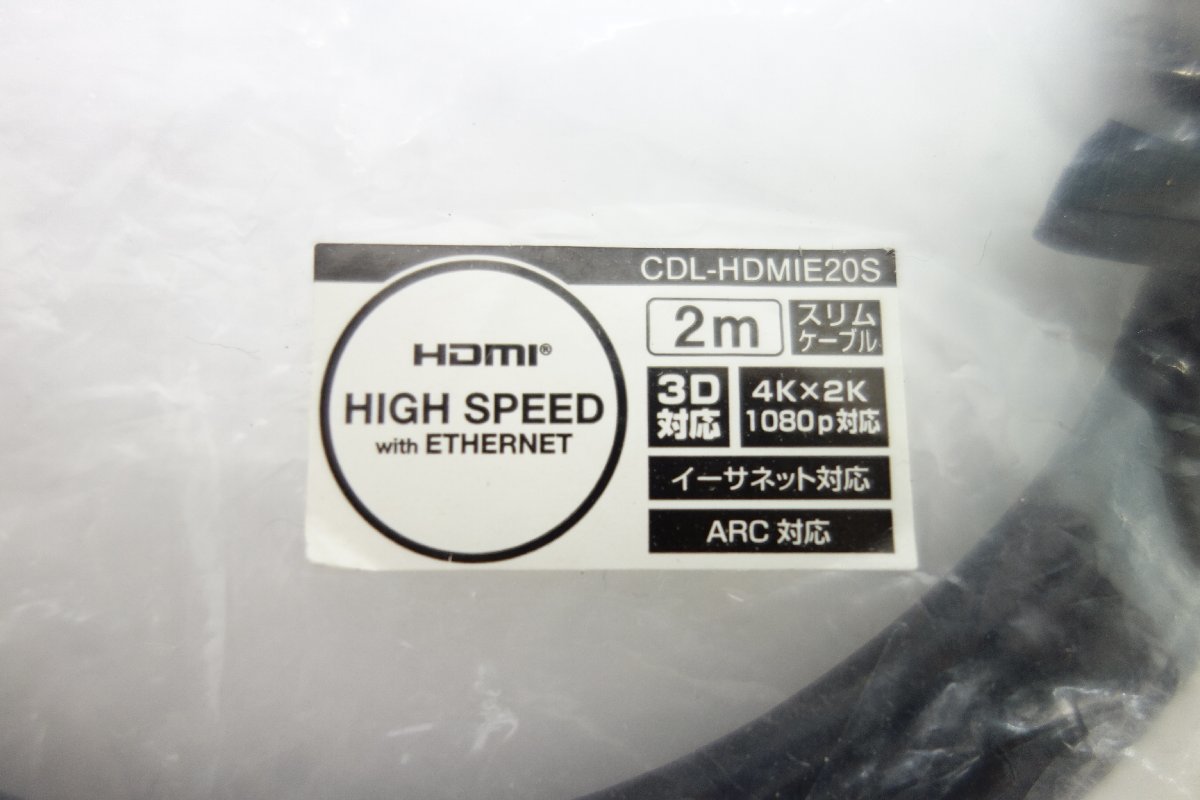 CDL-HDMIE20S
HDMI®
HIGH SPEED
with ETHERNET
2m
スリム
ケーブル
3D
対応
4K×2K
1080p対応
イーサネット対応
ARC 対応